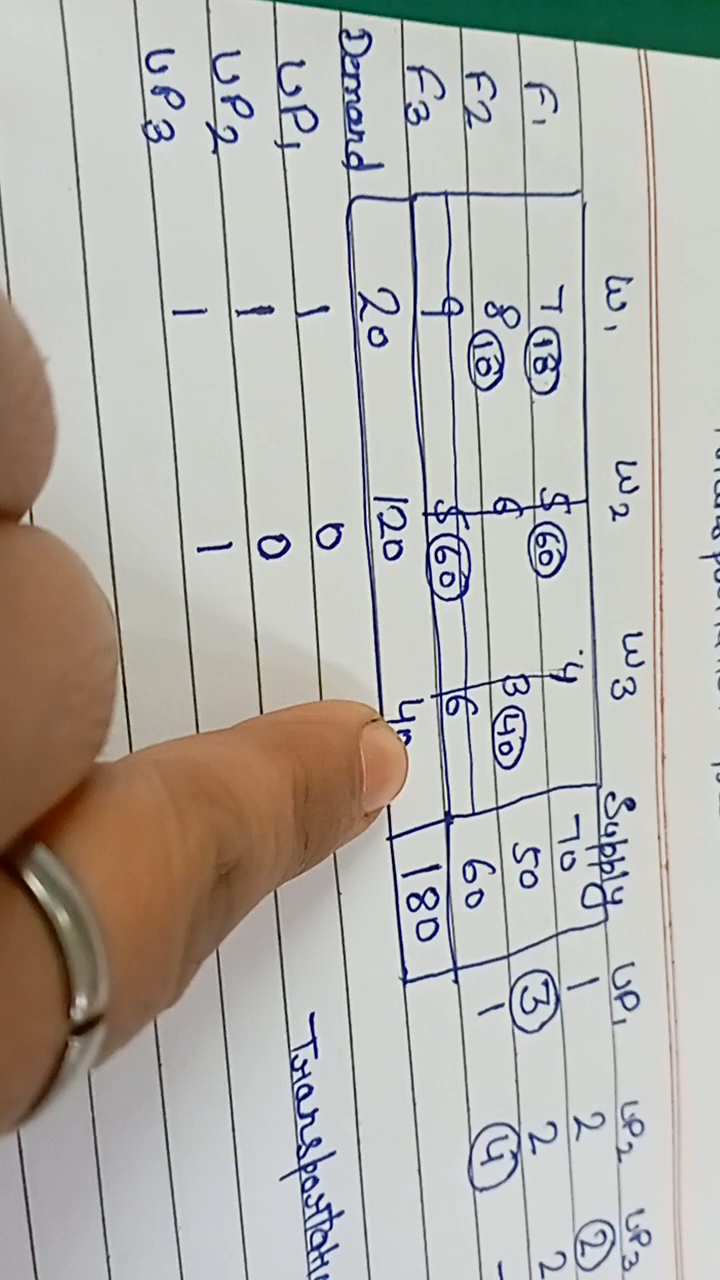 W₁ W₂ W₃ Supply UP₁ UP₂ UP₃
F₁ 7 (10) 5 (60) 4 70 1 2 (2)
F2 8 (10) 6 3 (40) 50 (3) 2 2
F3 9 5 (60) 6 60 1 (4)
Demand 20 120 40 180
UP₁ 1 0
UP₂ 1 0
UP3 1 1